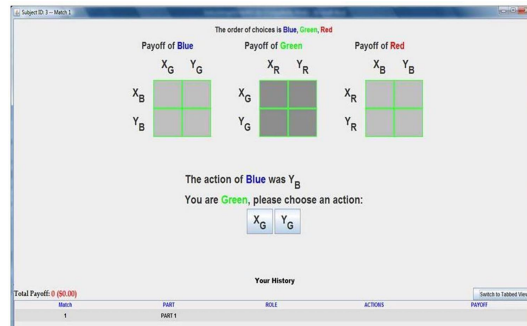 Subject ID: 3 -- Match 1
The order of choices is Blue, Green, Red
Payoff of Blue Payoff of Green Payoff of Red
X_G Y_G X_R Y_R X_B Y_B
X_B X_G X_R
Y_B Y_G Y_R
The action of Blue was Y_B
You are Green, please choose an action:
X_G Y_G
Your History
Total Payoff: 0 ($0.00) Switch to Tabbed View
Match PART ROLE ACTIONS PAYOFF
1 PART 1